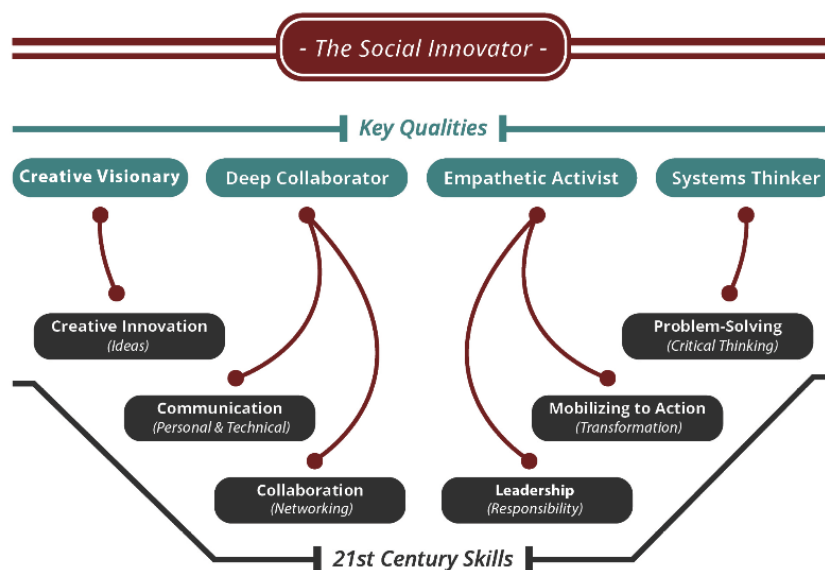 - The Social Innovator -
Key Qualities
Creative Visionary
Deep Collaborator
Empathetic Activist
Systems Thinker
Creative Innovation
(Ideas)
Problem-Solving
(Critical Thinking)
Communication
(Personal & Technical)
Mobilizing to Action
(Transformation)
Collaboration
(Networking)
Leadership
(Responsibility)
21st Century Skills